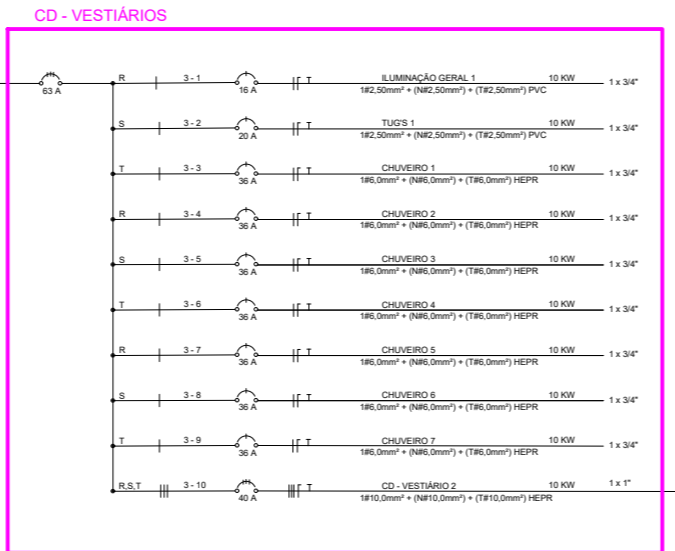 CD - VESTIÁRIOS
63 A
R 3 - 1 16 A T ILUMINAÇÃO GERAL 1 10 KW 1 x 3/4"
1#2,50mm² + (N#2,50mm²) + (T#2,50mm²) PVC
S 3 - 2 20 A T TUG'S 1 10 KW 1 x 3/4"
1#2,50mm² + (N#2,50mm²) + (T#2,50mm²) PVC
T 3 - 3 36 A T CHUVEIRO 1 10 KW 1 x 3/4"
1#6,0mm² + (N#6,0mm²) + (T#6,0mm²) HEPR
R 3 - 4 36 A T CHUVEIRO 2 10 KW 1 x 3/4"
1#6,0mm² + (N#6,0mm²) + (T#6,0mm²) HEPR
S 3 - 5 36 A T CHUVEIRO 3 10 KW 1 x 3/4"
1#6,0mm² + (N#6,0mm²) + (T#6,0mm²) HEPR
T 3 - 6 36 A T CHUVEIRO 4 10 KW 1 x 3/4"
1#6,0mm² + (N#6,0mm²) + (T#6,0mm²) HEPR
R 3 - 7 36 A T CHUVEIRO 5 10 KW 1 x 3/4"
1#6,0mm² + (N#6,0mm²) + (T#6,0mm²) HEPR
S 3 - 8 36 A T CHUVEIRO 6 10 KW 1 x 3/4"
1#6,0mm² + (N#6,0mm²) + (T#6,0mm²) HEPR
T 3 - 9 36 A T CHUVEIRO 7 10 KW 1 x 3/4"
1#6,0mm² + (N#6,0mm²) + (T#6,0mm²) HEPR
R,S,T 3 - 10 40 A T CD - VESTIÁRIO 2 10 KW 1 x 1"
1#10,0mm² + (N#10,0mm²) + (T#10,0mm²) HEPR